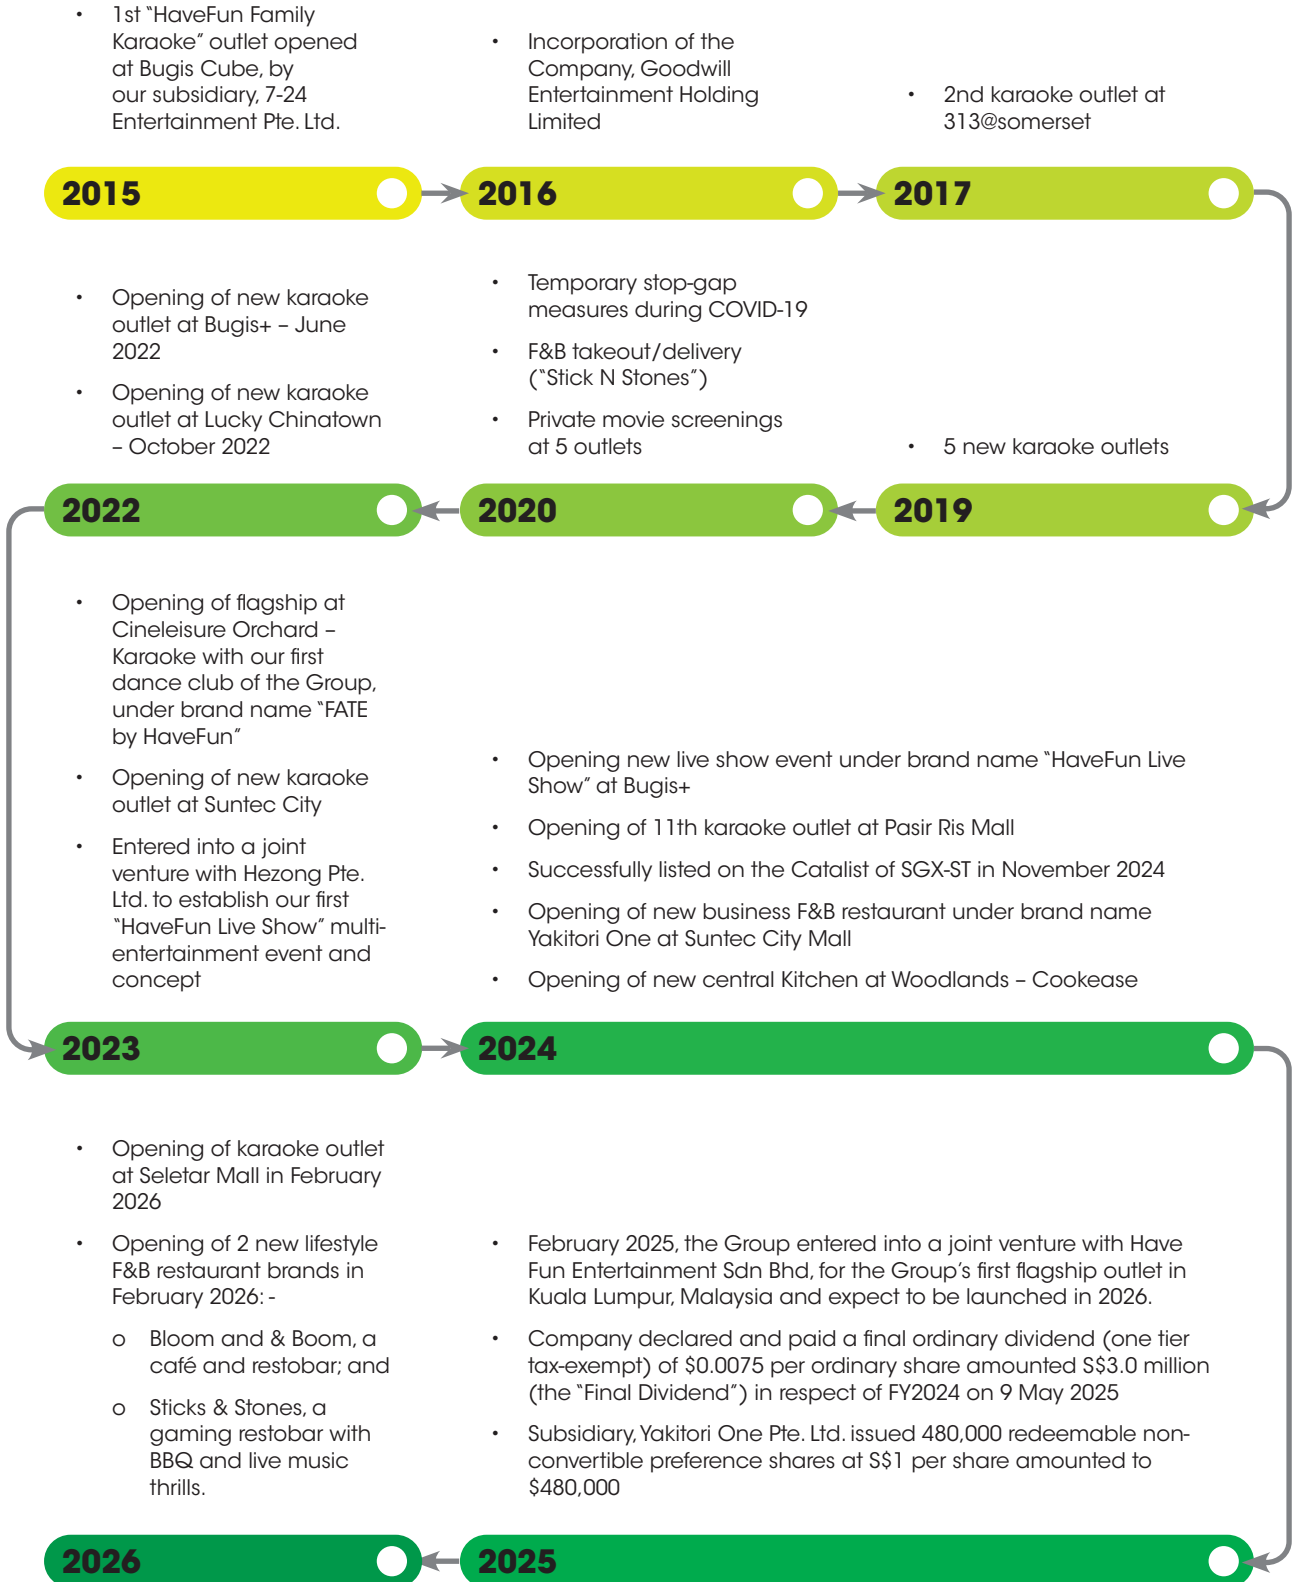 • 1st “HaveFun Family
Karaoke” outlet opened
at Bugis Cube, by
our subsidiary, 7-24
Entertainment Pte. Ltd.
2015
• Incorporation of the
Company, Goodwill
Entertainment Holding
Limited
2016
• 2nd karaoke outlet at
313@somerset
2017
• 5 new karaoke outlets
2019
• Temporary stop-gap
measures during COVID-19
• F&B takeout/delivery
(“Stick N Stones”)
• Private movie screenings
at 5 outlets
2020
• Opening of new karaoke
outlet at Bugis+ – June
2022
• Opening of new karaoke
outlet at Lucky Chinatown
– October 2022
2022
• Opening of flagship at
Cineleisure Orchard –
Karaoke with our first
dance club of the Group,
under brand name “FATE
by HaveFun”
• Opening of new karaoke
outlet at Suntec City
• Entered into a joint
venture with Hezong Pte.
Ltd. to establish our first
“HaveFun Live Show” multi-
entertainment event and
concept
2023
• Opening new live show event under brand name “HaveFun Live
Show” at Bugis+
• Opening of 11th karaoke outlet at Pasir Ris Mall
• Successfully listed on the Catalist of SGX-ST in November 2024
• Opening of new business F&B restaurant under brand name
Yakitori One at Suntec City Mall
• Opening of new central Kitchen at Woodlands – Cookease
2024
• February 2025, the Group entered into a joint venture with Have
Fun Entertainment Sdn Bhd, for the Group’s first flagship outlet in
Kuala Lumpur, Malaysia and expect to be launched in 2026.
• Company declared and paid a final ordinary dividend (one tier
tax-exempt) of $0.0075 per ordinary share amounted S$3.0 million
(the “Final Dividend”) in respect of FY2024 on 9 May 2025
• Subsidiary, Yakitori One Pte. Ltd. issued 480,000 redeemable non-
convertible preference shares at S$1 per share amounted to
$480,000
2025
• Opening of karaoke outlet
at Seletar Mall in February
2026
• Opening of 2 new lifestyle
F&B restaurant brands in
February 2026: -
o Bloom and & Boom, a
café and restobar; and
o Sticks & Stones, a
gaming restobar with
BBQ and live music
thrills.
2026